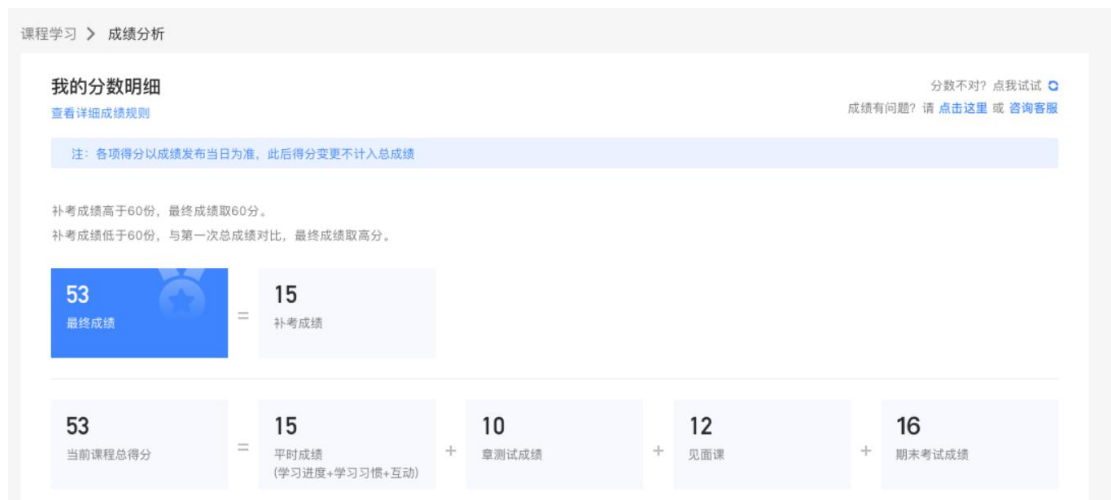 课程学习 > 成绩分析
我的分数明细
分数不对? 点我试试
查看详细成绩规则
成绩有问题? 请 点击这里 或 咨询客服
注: 各项得分以成绩发布当日为准, 此后得分变更不计入总成绩
补考成绩高于60份, 最终成绩取60分。
补考成绩低于60份, 与第一次总成绩对比, 最终成绩取高分。
53 = 15
最终成绩 补考成绩
53 = 15 + 10 + 12 + 16
当前课程总得分 平时成绩 章测试成绩 见面课 期末考试成绩
(学习进度+学习习惯+互动)